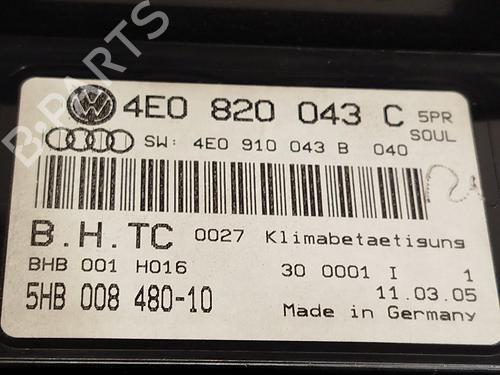 4E0 820 043 C 5PR
SOUL
SW: 4E0 910 043 B 040
B.H.TC 0027 Klimabetaetigung
BHB 001 H016 30 0001 I 1
5HB 008 480-10 11.03.05
Made in Germany
B-PARTS